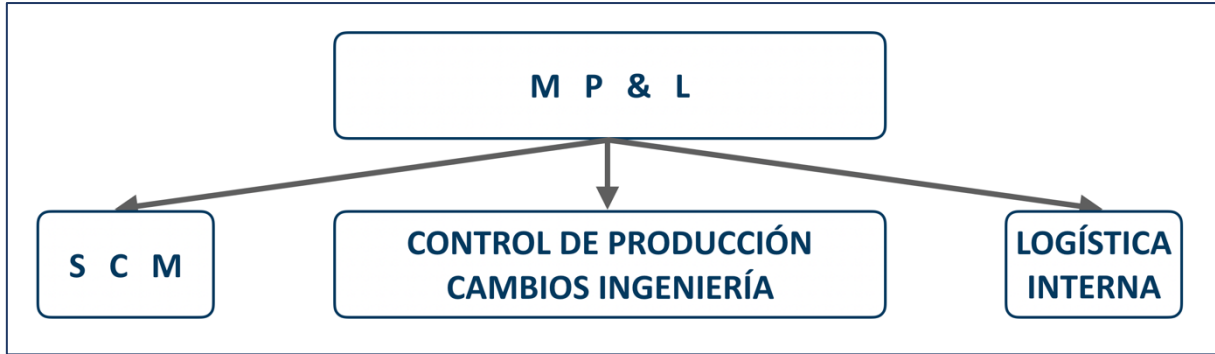 M P & L
S C M
CONTROL DE PRODUCCIÓN
CAMBIOS INGENIERÍA
LOGÍSTICA
INTERNA